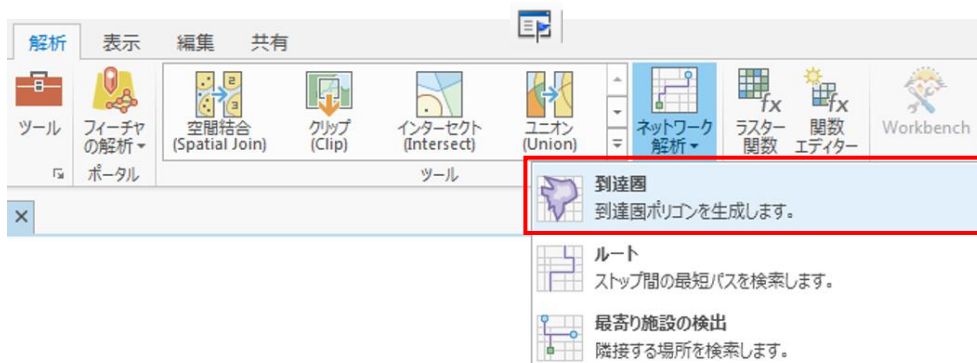 解析 表示 編集 共有
ツール
フィーチャ
の解析
空間結合
(Spatial Join)
クリップ
(Clip)
インターセクト
(Intersect)
ユニオン
(Union)
ネットワーク
解析
ラスター
関数
関数
エディター
Workbench
ポータル
ツール
到達圏
到達圏ポリゴンを生成します。
ルート
ストップ間の最短パスを検索します。
最寄り施設の検出
隣接する場所を検索します。